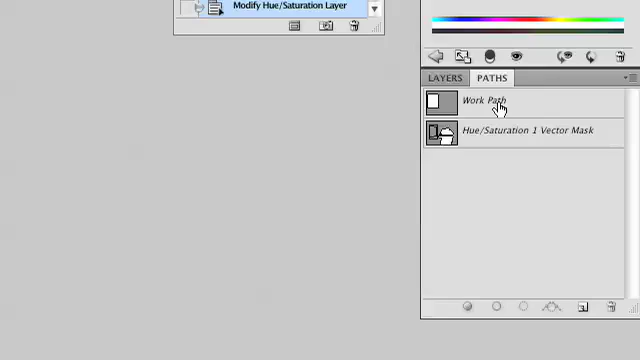 Modify Hue/Saturation Layer
LAYERS PATHS
Work Path
Hue/Saturation 1 Vector Mask